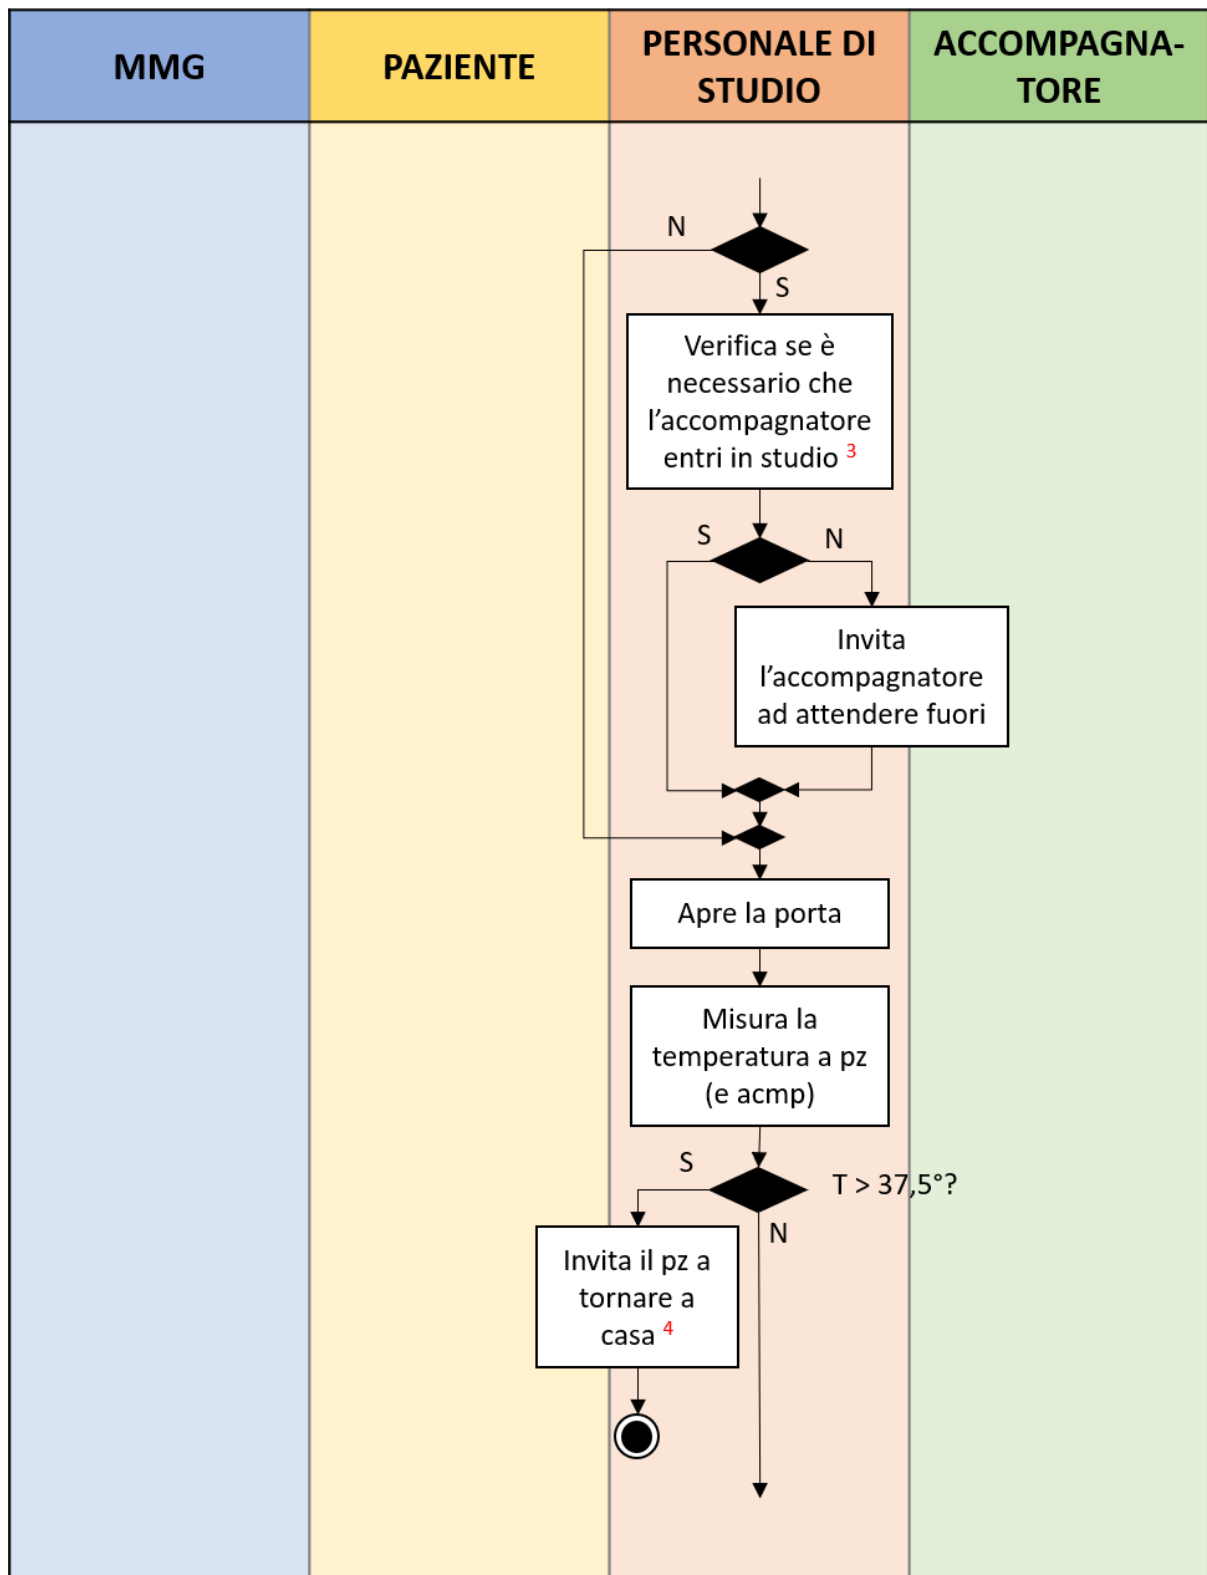 MMG
PAZIENTE
PERSONALE DI
STUDIO
ACCOMPAGNA-
TORE
N
S
Verifica se è
necessario che
l’accompagnatore
entri in studio 3
S
N
Invita
l’accompagnatore
ad attendere fuori
Apre la porta
Misura la
temperatura a pz
(e acmp)
S
T > 37,5°?
N
Invita il pz a
tornare a
casa 4